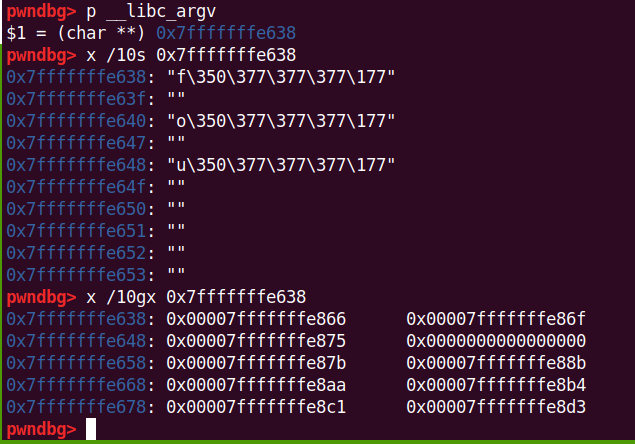 pwndbg> p __libc_argv
$1 = (char **) 0x7fffffffe638
pwndbg> x /10s 0x7fffffffe638
0x7fffffffe638: "f\350\377\377\377\177"
0x7fffffffe63f: ""
0x7fffffffe640: "o\350\377\377\377\177"
0x7fffffffe647: ""
0x7fffffffe648: "u\350\377\377\377\177"
0x7fffffffe64f: ""
0x7fffffffe650: ""
0x7fffffffe651: ""
0x7fffffffe652: ""
0x7fffffffe653: ""
pwndbg> x /10gx 0x7fffffffe638
0x7fffffffe638: 0x00007fffffffe866 0x00007fffffffe86f
0x7fffffffe648: 0x00007fffffffe875 0x0000000000000000
0x7fffffffe658: 0x00007fffffffe87b 0x00007fffffffe88b
0x7fffffffe668: 0x00007fffffffe8aa 0x00007fffffffe8b4
0x7fffffffe678: 0x00007fffffffe8c1 0x00007fffffffe8d3
pwndbg>